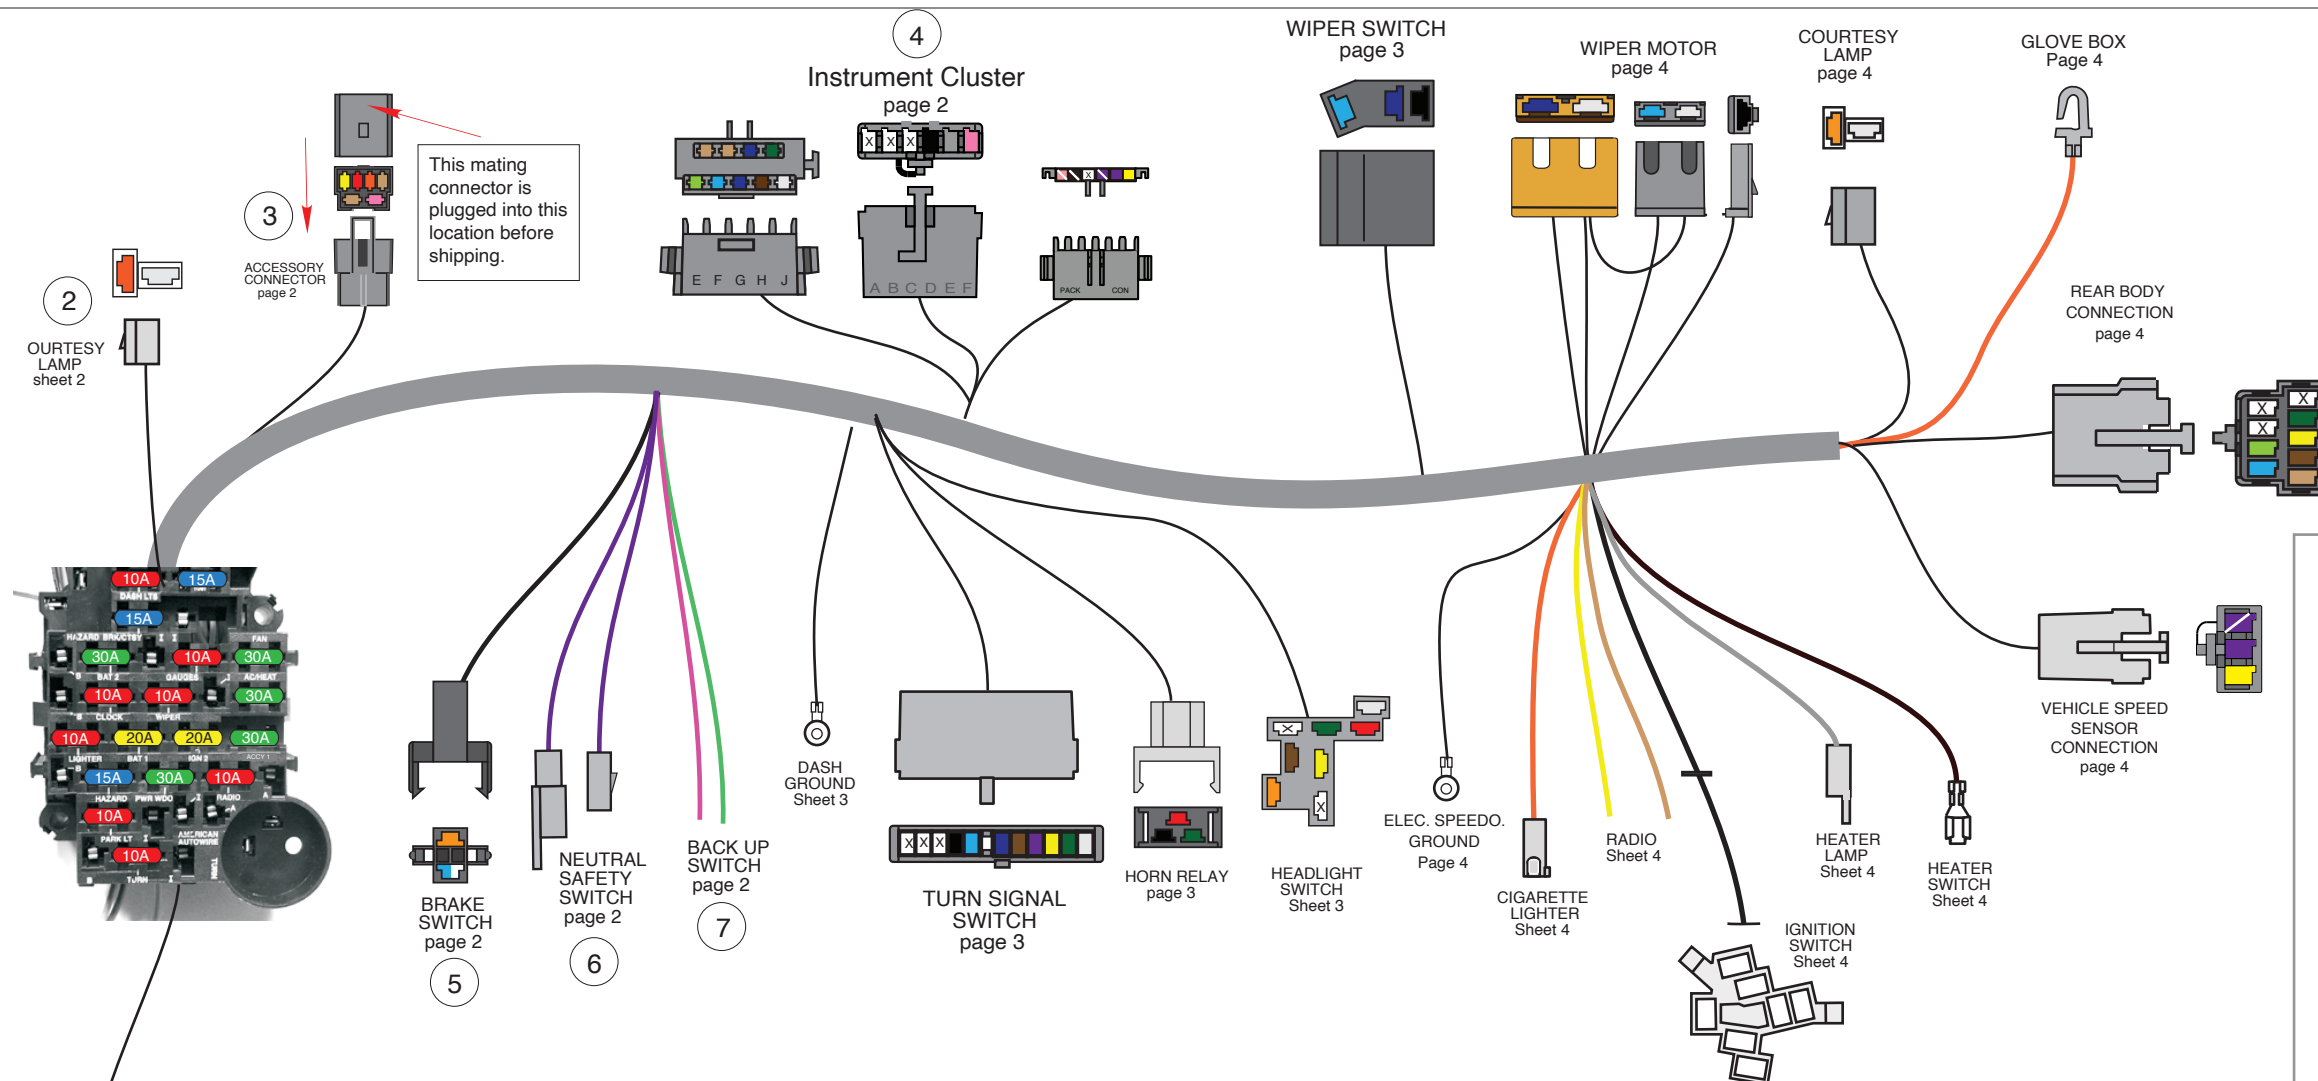 4
Instrument Cluster
page 2
WIPER SWITCH
page 3
WIPER MOTOR
page 4
COURTESY
LAMP
page 4
GLOVE BOX
Page 4
This mating
connector is
plugged into this
location before
shipping.
3
ACCESSORY
CONNECTOR
page 2
2
OURTESY
LAMP
sheet 2
X X X
X
E F G H J
A B C D E F
PACK CON
REAR BODY
CONNECTION
page 4
X X
X
10A 15A
DASH LTS
15A
HAZARD BRK/CTSY I I FAN
30A 10A 30A
B BAT 2 GAUGES I AC/HEAT
10A 10A 30A
B CLOCK WIPER
10A 20A 20A 30A
LIGHTER BAT 1 IGN 2 ACCY 1
B
15A 30A 10A
HAZARD PWR WDO I RADIO A
10A A
PARK LT I AMERICAN
AUTOWIRE
10A
B TURN I TURN
BRAKE
SWITCH
page 2
5
NEUTRAL
SAFETY
SWITCH
page 2
6
BACK UP
SWITCH
page 2
7
DASH
GROUND
Sheet 3
X X X
TURN SIGNAL
SWITCH
page 3
HORN RELAY
page 3
X
X
HEADLIGHT
SWITCH
Sheet 3
ELEC. SPEEDO.
GROUND
Page 4
CIGARETTE
LIGHTER
Sheet 4
RADIO
Sheet 4
IGNITION
SWITCH
Sheet 4
HEATER
LAMP
Sheet 4
HEATER
SWITCH
Sheet 4
VEHICLE SPEED
SENSOR
CONNECTION
page 4